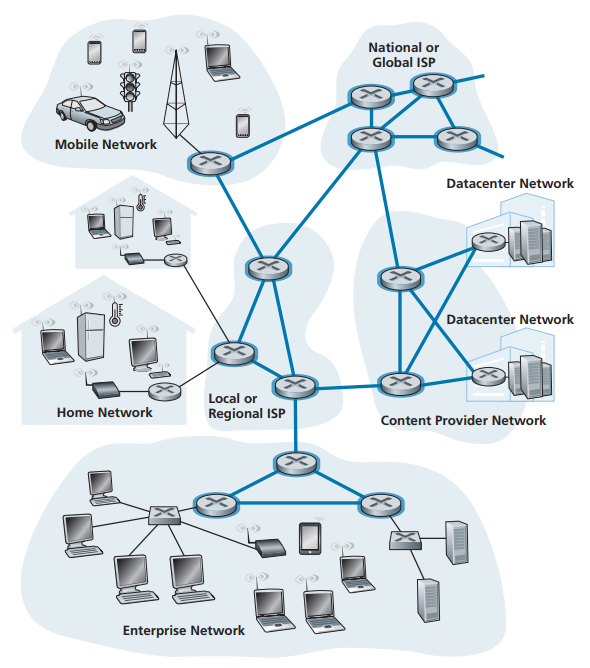 National or
Global ISP
Mobile Network
Datacenter Network
Datacenter Network
Home Network
Local or
Regional ISP
Content Provider Network
Enterprise Network